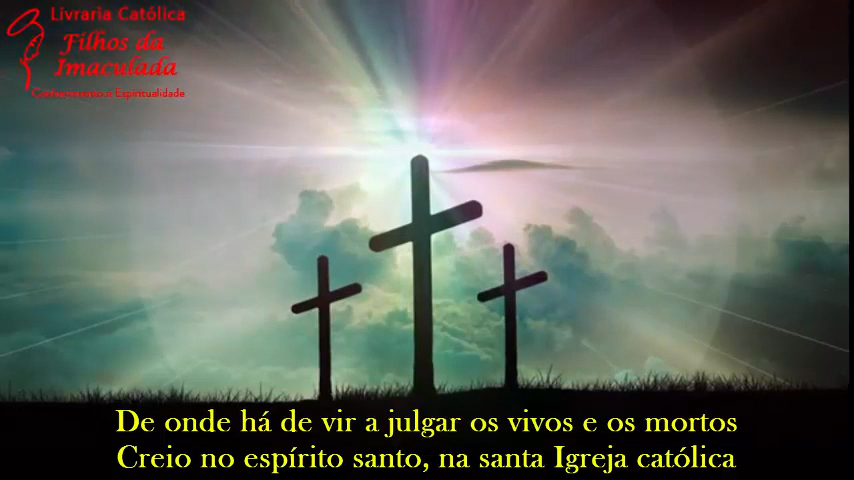 Livraria Católica
Filhos da
Imaculada
e Espiritualidade
De onde há de vir a julgar os vivos e os mortos
Creio no espírito santo, na santa Igreja católica